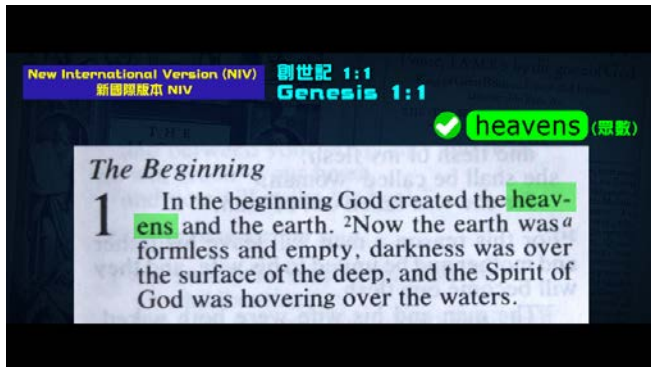 New International Version (NIV)
新國際版本 NIV
創世記 1:1
Genesis 1:1
heavens (眾數)
The Beginning
1 In the beginning God created the heav-
ens and the earth. ²Now the earth was ᵃ
formless and empty, darkness was over
the surface of the deep, and the Spirit of
God was hovering over the waters.